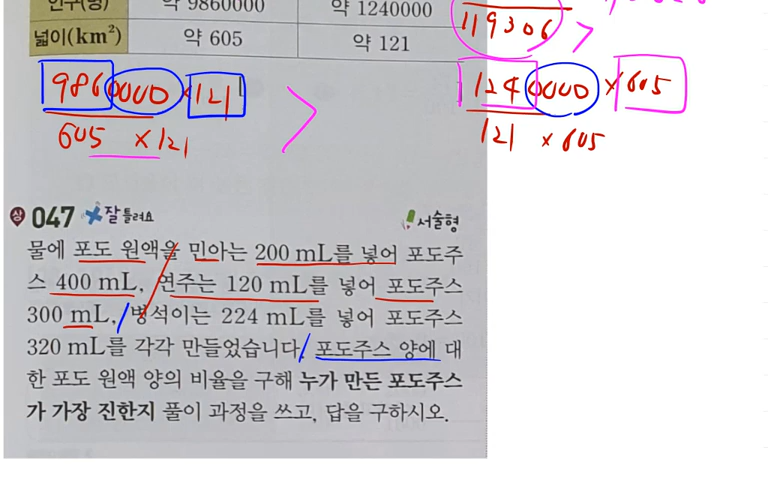 인구(명) 약 9860000 약 1240000
119306 >
넓이(km²) 약 605 약 121
9860000 × 121 > 1240000 × 605
605 × 121 121 × 605
상 047 잘 틀려요 서술형
물에 포도 원액을 민아는 200 mL를 넣어 포도주
스 400 mL, 연주는 120 mL를 넣어 포도주스
300 mL, 병석이는 224 mL를 넣어 포도주스
320 mL를 각각 만들었습니다. 포도주스 양에 대
한 포도 원액 양의 비율을 구해 누가 만든 포도주스
가 가장 진한지 풀이 과정을 쓰고, 답을 구하시오.